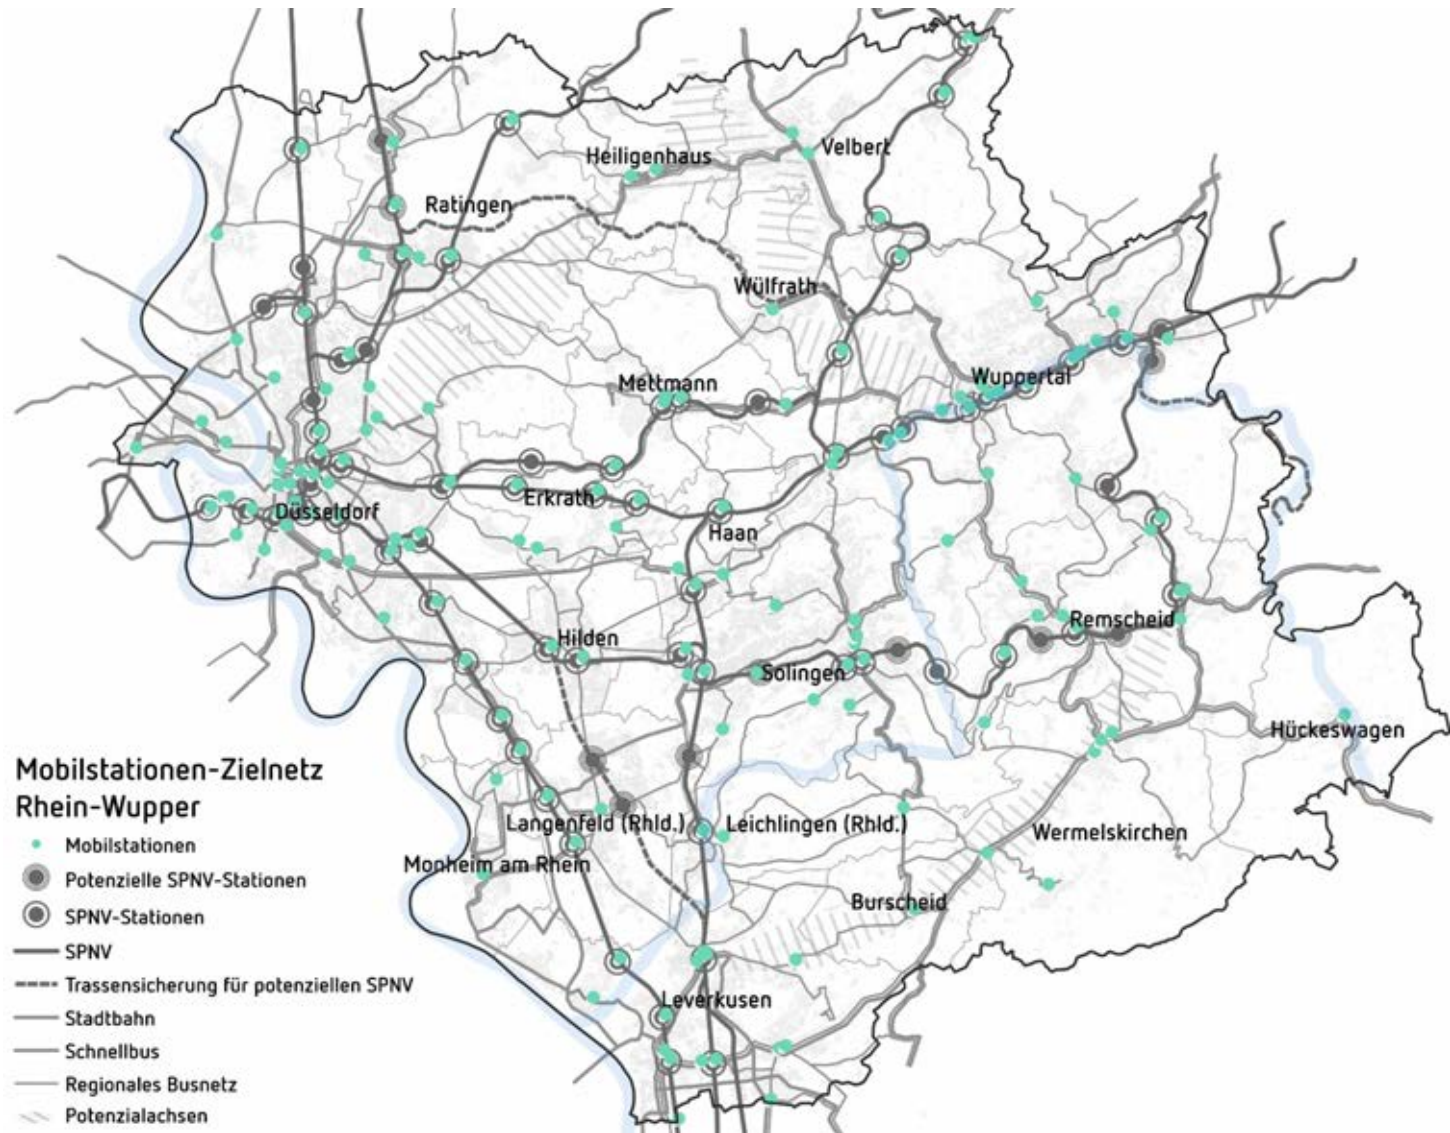 Velbert
Heiligenhaus
Ratingen
Wülfrath
Mettmann
Wuppertal
Erkrath
Düsseldorf
Haan
Hilden
Remscheid
Solingen
Hückeswagen
Langenfeld (Rhld.)
Leichlingen (Rhld.)
Wermelskirchen
Monheim am Rhein
Burscheid
Leverkusen
Mobilstationen-Zielnetz
Rhein-Wupper
Mobilstationen
Potenzielle SPNV-Stationen
SPNV-Stationen
SPNV
Trassensicherung für potenziellen SPNV
Stadtbahn
Schnellbus
Regionales Busnetz
Potenzialachsen